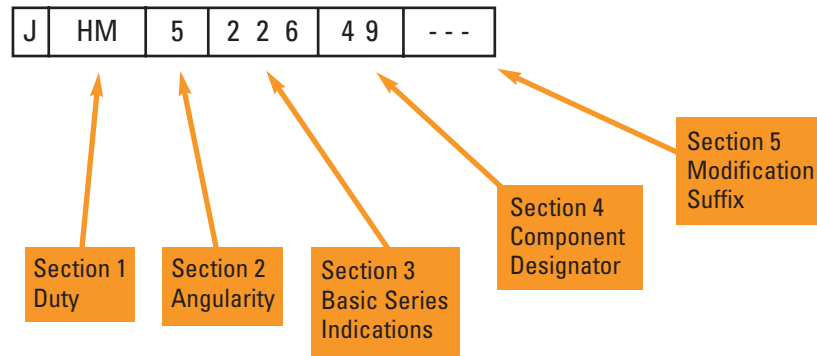 J HM 5 2 2 6 4 9 - - -
Section 5
Modification
Suffix
Section 4
Component
Designator
Section 1
Duty
Section 2
Angularity
Section 3
Basic Series
Indications